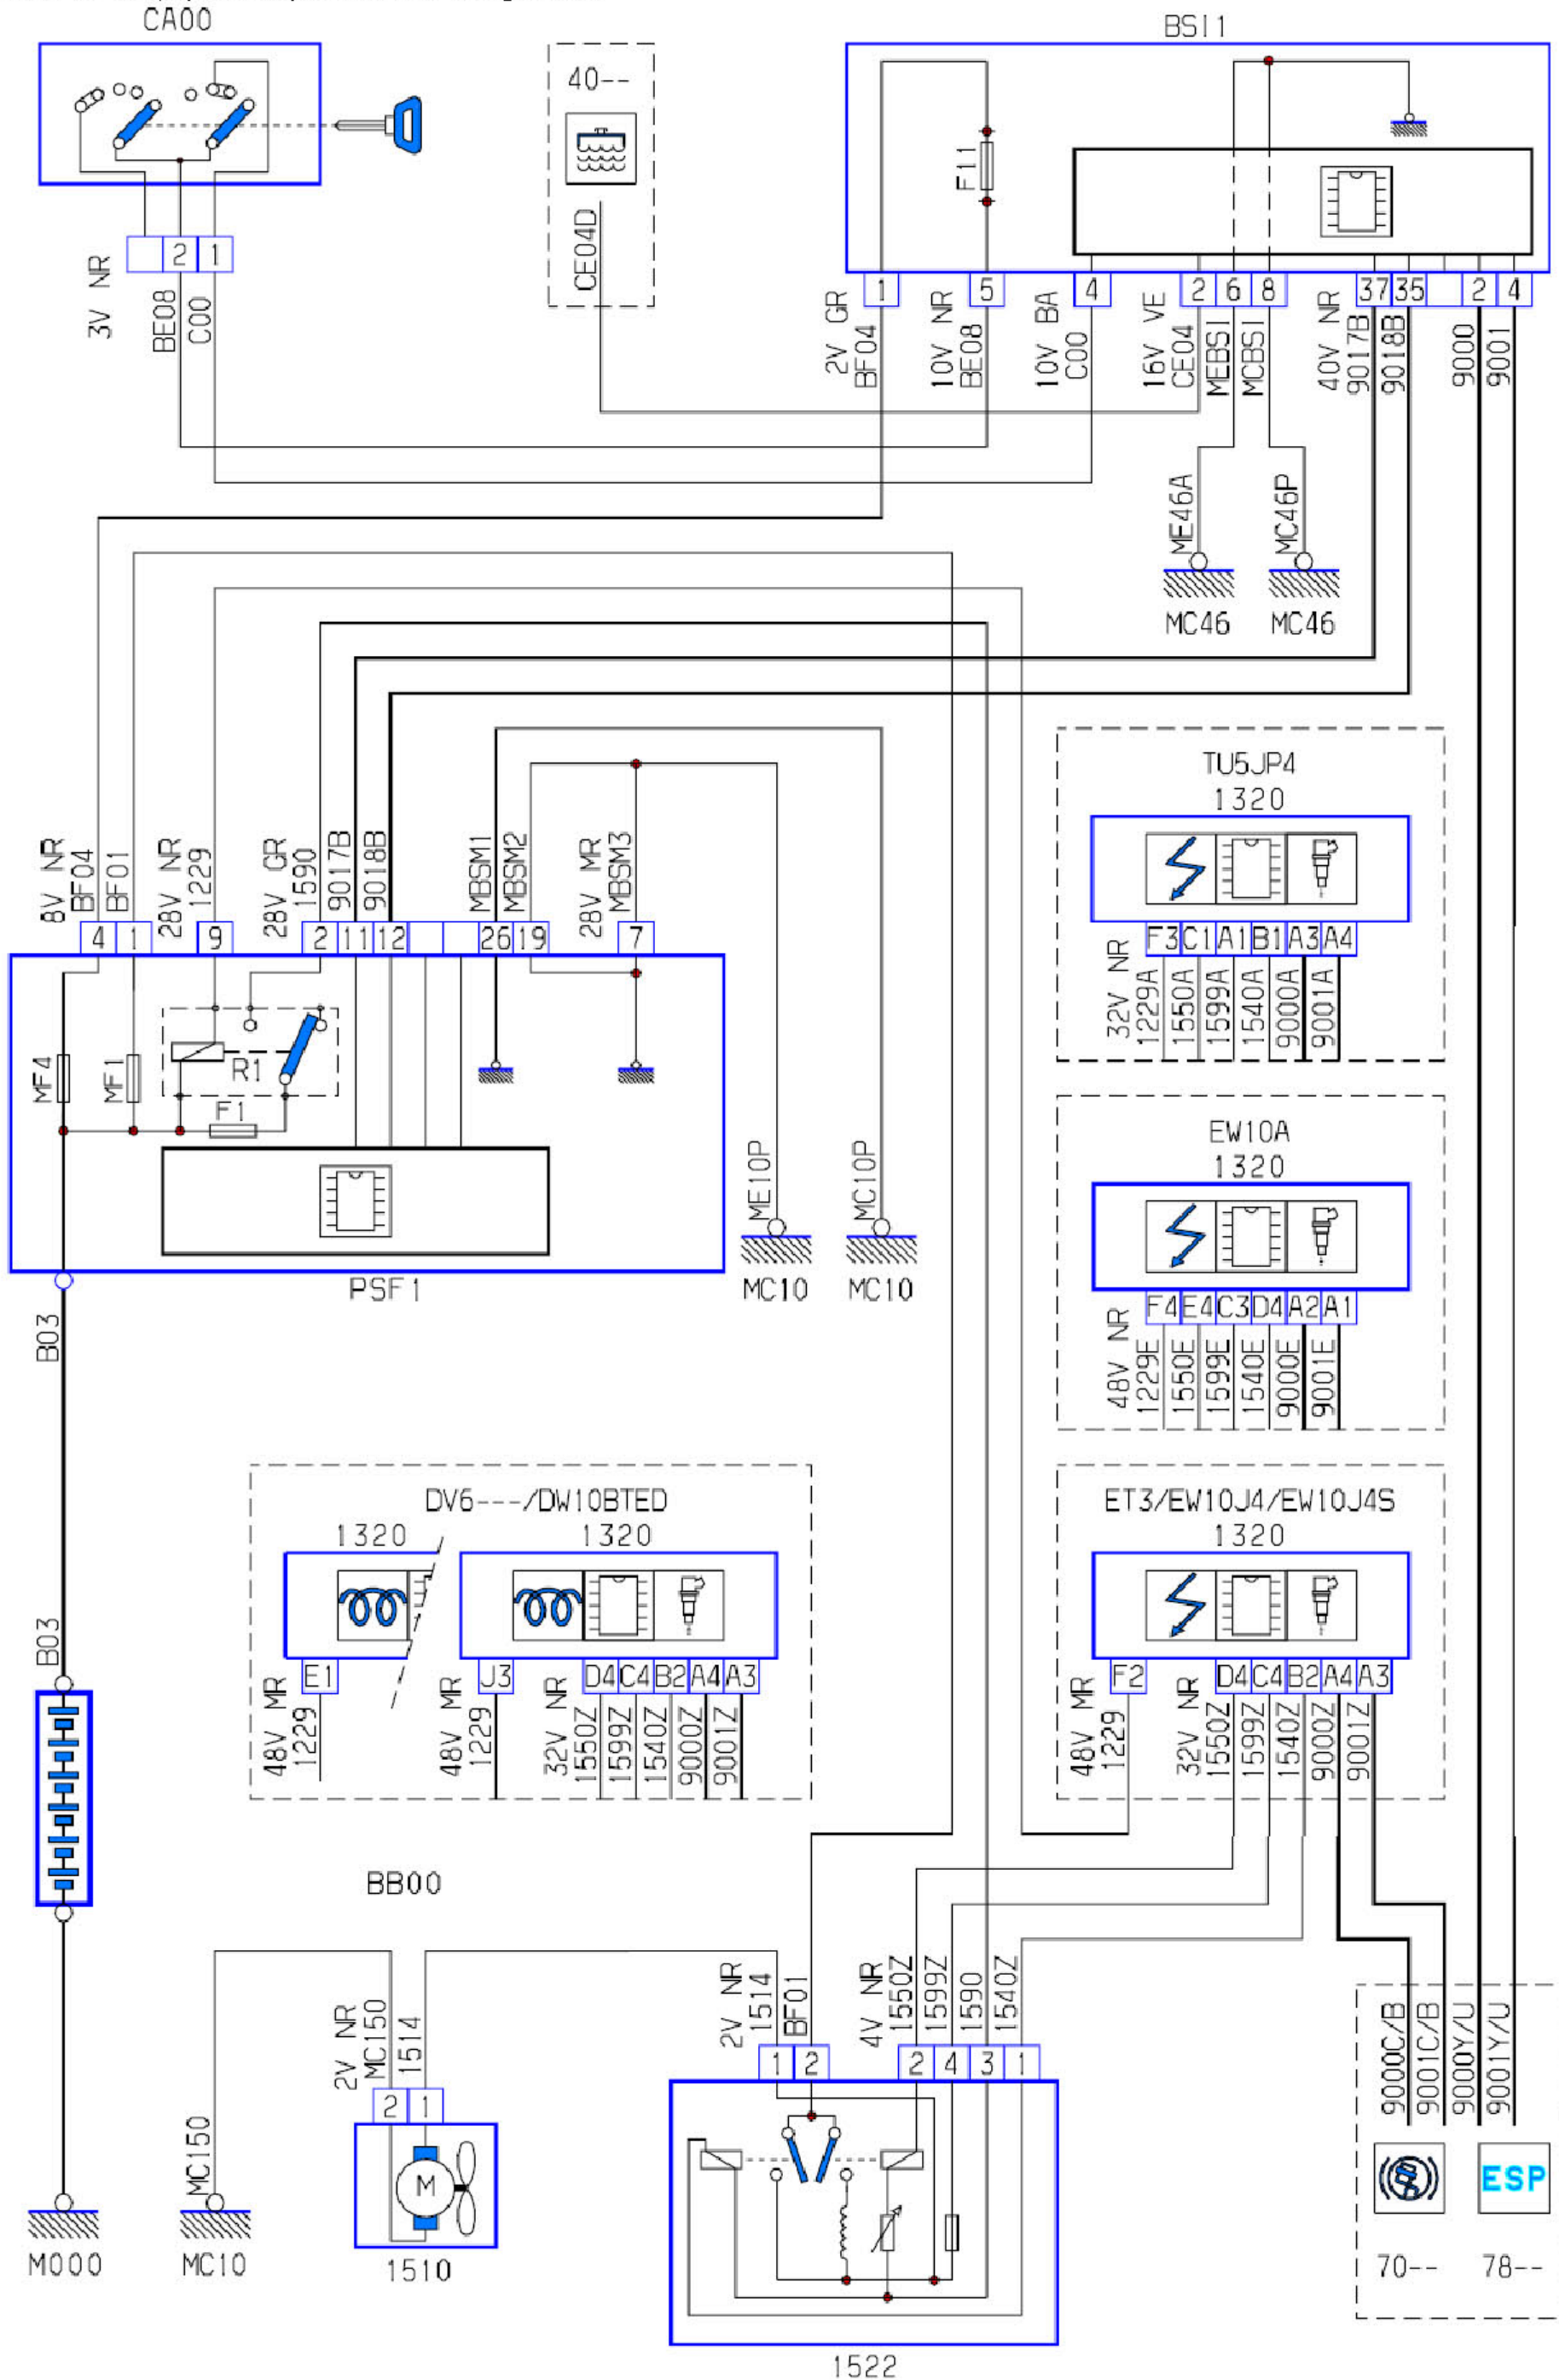 CA00
BSI1
40--
F11
CE04D
2 1
3V NR
BE08
C00
1 5 4 2 6 8 37 35 2 4
2V GR
BF04
10V NR
BE08
10V BA
C00
16V VE
CE04
MEBSI
MCBSI
40V NR
9017B
9018B
9000
9001
ME46A
MC46P
MC46 MC46
8V NR
BF04
BF01
28V NR
1229
28V GR
1590
9017B
9018B
MBSM1
MBSM2
28V MR
MBSM3
4 1 9 2 11 12 26 19 7
MF4
MF1
R1
F1
PSF1
ME10P
MC10P
MC10 MC10
TU5JP4
1320
F3 C1 A1 B1 A3 A4
32V NR
1229A
1550A
1599A
1540A
9000A
9001A
EW10A
1320
F4 E4 C3 D4 A2 A1
48V NR
1229E
1550E
1599E
1540E
9000E
9001E
B03
B03
DV6---/DW10BTED
1320 1320
E1 J3 D4 C4 B2 A4 A3
48V MR
1229
48V MR
1229
32V NR
1550Z
1599Z
1540Z
9000Z
9001Z
ET3/EW10J4/EW10J4S
1320
F2 D4 C4 B2 A4 A3
48V MR
1229
32V NR
1550Z
1599Z
1540Z
9000Z
9001Z
BB00
2V NR
MC150
1514
2V NR
1514
BF01
4V NR
1550Z
1599Z
1590
1540Z
2 1
1 2 2 4 3 1
MC150
M
M000
MC10
1510
1522
9000C/B
9001C/B
9000Y/U
9001Y/U
ESP
70-- 78--